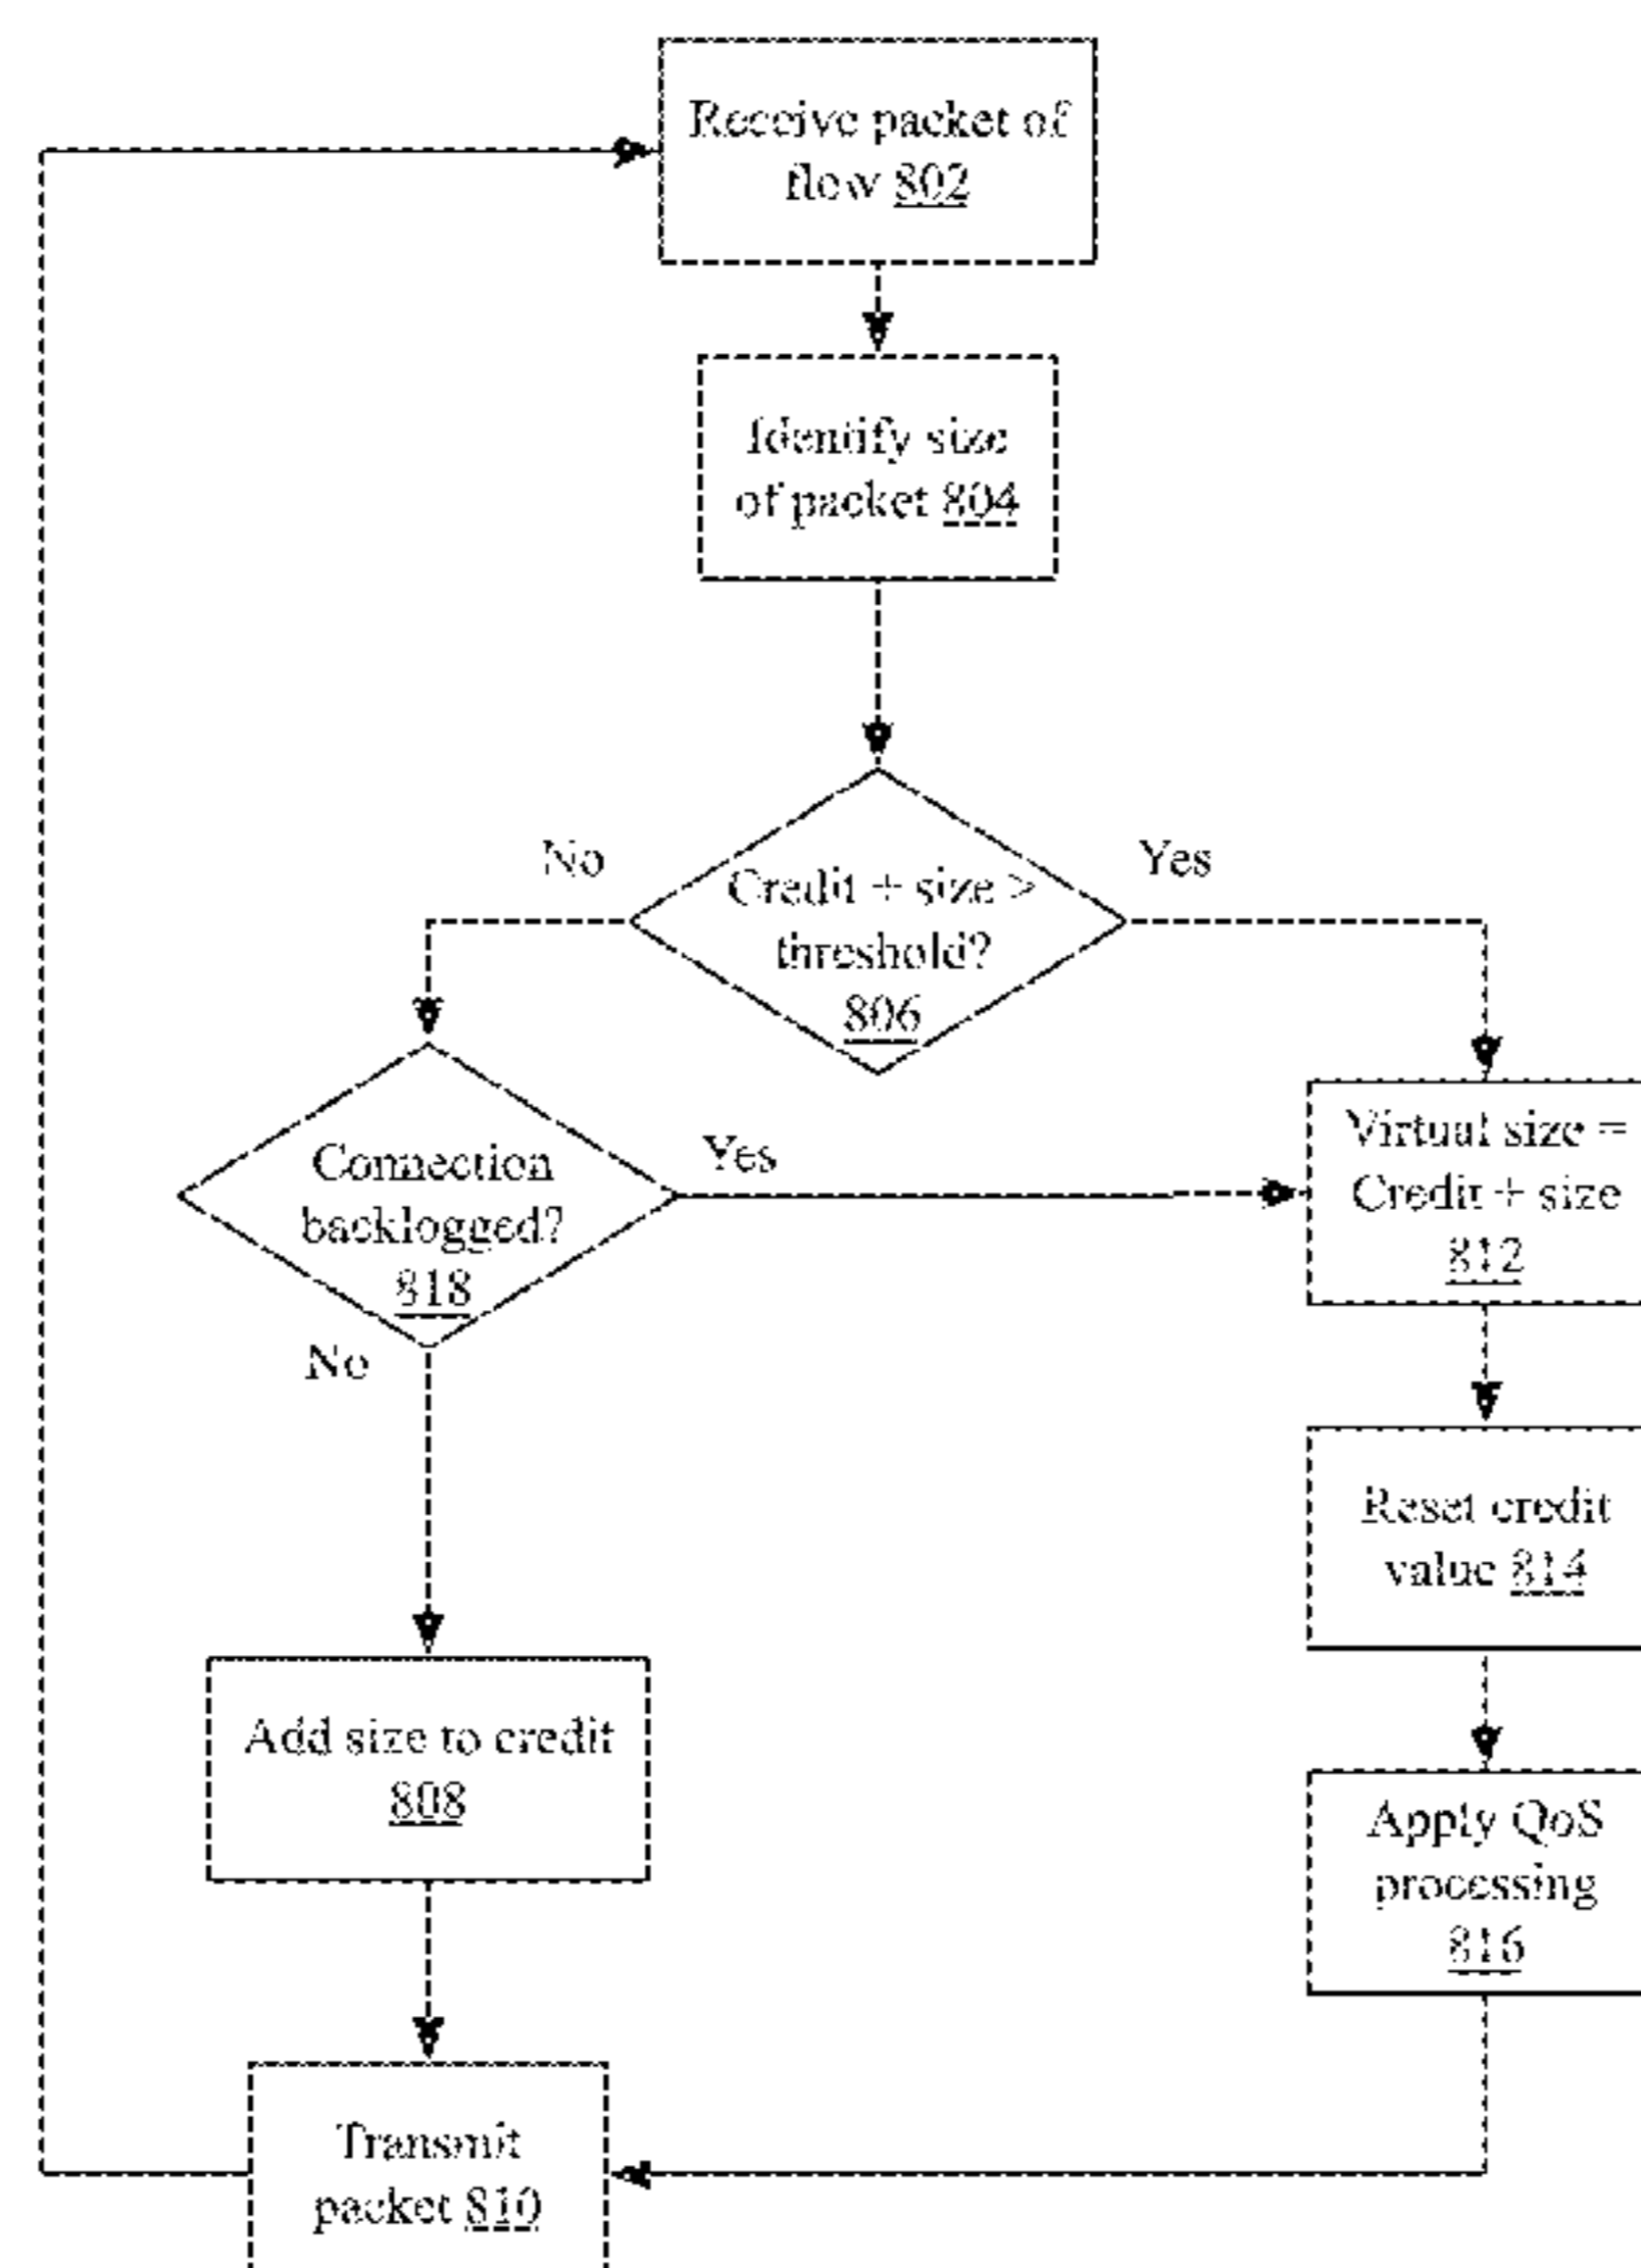 Receive packet of
flow 802
Identify size
of packet 804
No
Yes
Credit + size >
threshold?
806
Connection
backlogged?
818
Yes
No
Virtual size =
Credit + size
812
Reset credit
value 814
Add size to credit
808
Apply QoS
processing
816
Transmit
packet 810